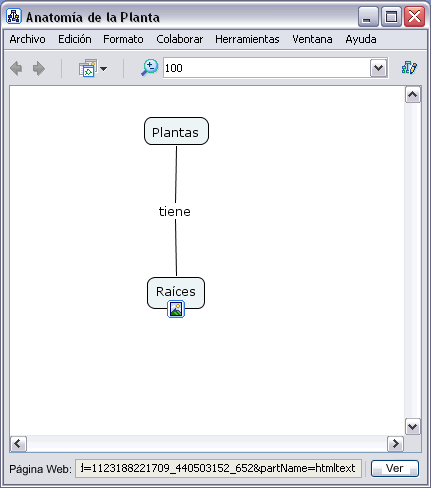 Anatomía de la Planta
Archivo Edición Formato Colaborar Herramientas Ventana Ayuda
100
Plantas
tiene
Raíces
Página Web: d=1123188221709_440503152_652&partName=htmltext Ver